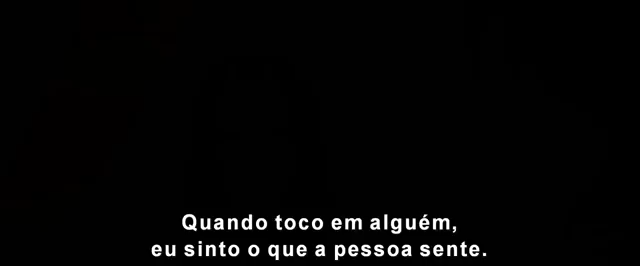 Quando toco em alguém,
eu sinto o que a pessoa sente.